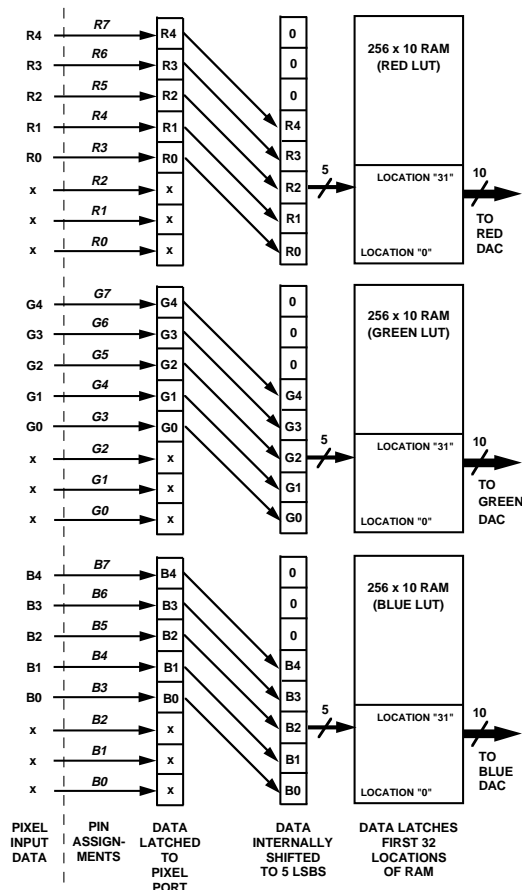 R4 R7 R4 0 256 x 10 RAM
R3 R6 R3 0 (RED LUT)
R2 R5 R2 0
R1 R4 R1 R4
R0 R3 R0 R3 5 LOCATION "31" 10
x R2 x R2
x R1 x R1 TO
x R0 x R0 LOCATION "0" RED
DAC
G4 G7 G4 0 256 x 10 RAM
G3 G6 G3 0 (GREEN LUT)
G2 G5 G2 0
G1 G4 G1 G4
G0 G3 G0 G3 5 LOCATION "31" 10
x G2 x G2
x G1 x G1 TO
x G0 x G0 LOCATION "0" GREEN
DAC
B4 B7 B4 0 256 x 10 RAM
B3 B6 B3 0 (BLUE LUT)
B2 B5 B2 0
B1 B4 B1 B4
B0 B3 B0 B3 5 LOCATION "31" 10
x B2 x B2
x B1 x B1 TO
x B0 x B0 LOCATION "0" BLUE
DAC
PIXEL
INPUT
DATA
PIN
ASSIGN-
MENTS
DATA
LATCHED
TO
PIXEL
PORT
DATA
INTERNALLY
SHIFTED
TO 5 LSBS
DATA LATCHES
FIRST 32
LOCATIONS
OF RAM